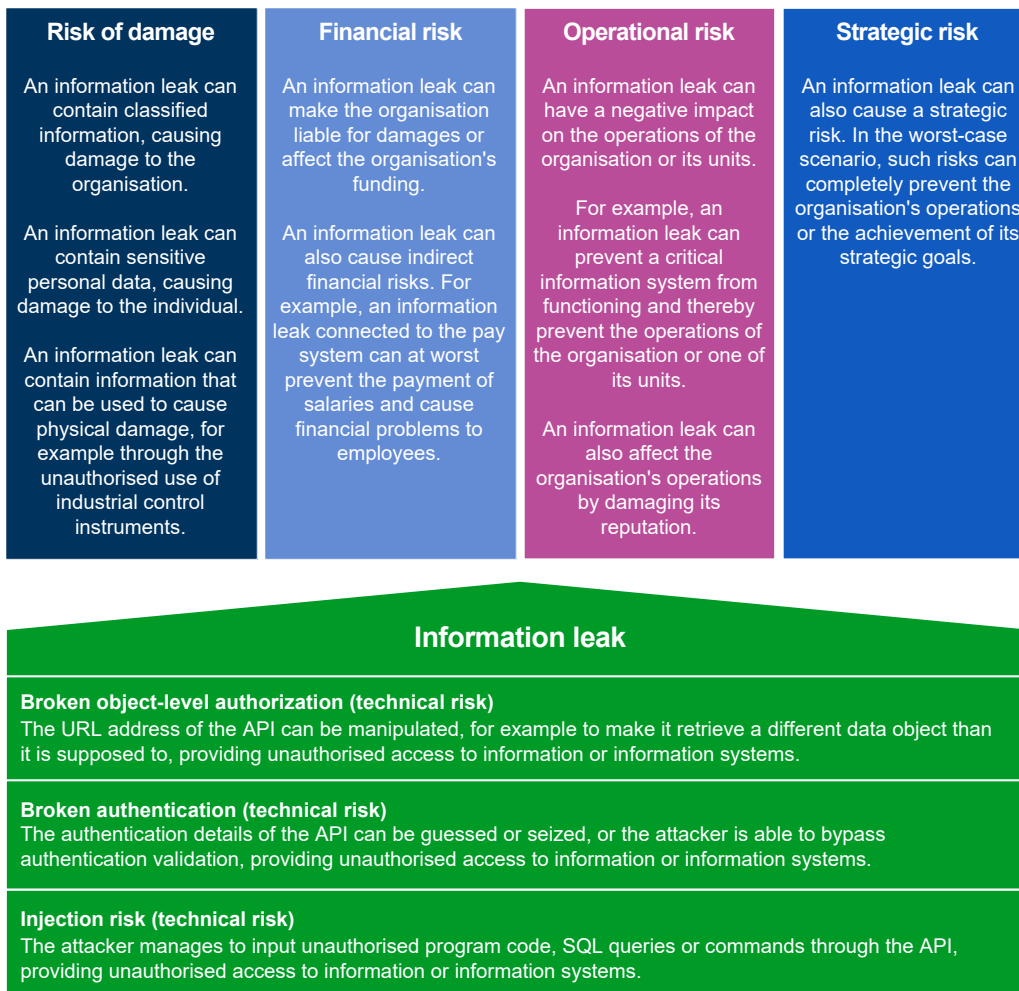 Risk of damage
An information leak can
contain classified
information, causing
damage to the
organisation.
An information leak can
contain sensitive
personal data, causing
damage to the individual.
An information leak can
contain information that
can be used to cause
physical damage, for
example through the
unauthorised use of
industrial control
instruments.
Financial risk
An information leak can
make the organisation
liable for damages or
affect the organisation's
funding.
An information leak can
also cause indirect
financial risks. For
example, an information
leak connected to the pay
system can at worst
prevent the payment of
salaries and cause
financial problems to
employees.
Operational risk
An information leak can
have a negative impact
on the operations of the
organisation or its units.
For example, an
information leak can
prevent a critical
information system from
functioning and thereby
prevent the operations of
the organisation or one of
its units.
An information leak can
also affect the
organisation's operations
by damaging its
reputation.
Strategic risk
An information leak can
also cause a strategic
risk. In the worst-case
scenario, such risks can
completely prevent the
organisation's operations
or the achievement of its
strategic goals.
Information leak
Broken object-level authorization (technical risk)
The URL address of the API can be manipulated, for example to make it retrieve a different data object than
it is supposed to, providing unauthorised access to information or information systems.
Broken authentication (technical risk)
The authentication details of the API can be guessed or seized, or the attacker is able to bypass
authentication validation, providing unauthorised access to information or information systems.
Injection risk (technical risk)
The attacker manages to input unauthorised program code, SQL queries or commands through the API,
providing unauthorised access to information or information systems.